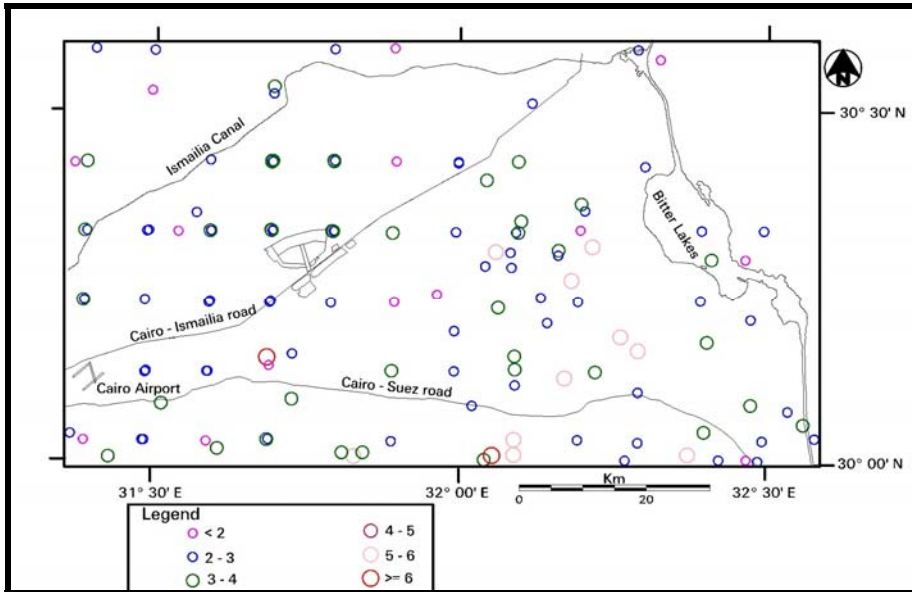 N
30° 30' N
Ismailia Canal
Bitter Lakes
Cairo - Ismailia road
Cairo Airport
Cairo - Suez road
30° 00' N
31° 30' E
32° 00' E
32° 30' E
Km
0 20
Legend
< 2
2 - 3
3 - 4
4 - 5
5 - 6
>= 6